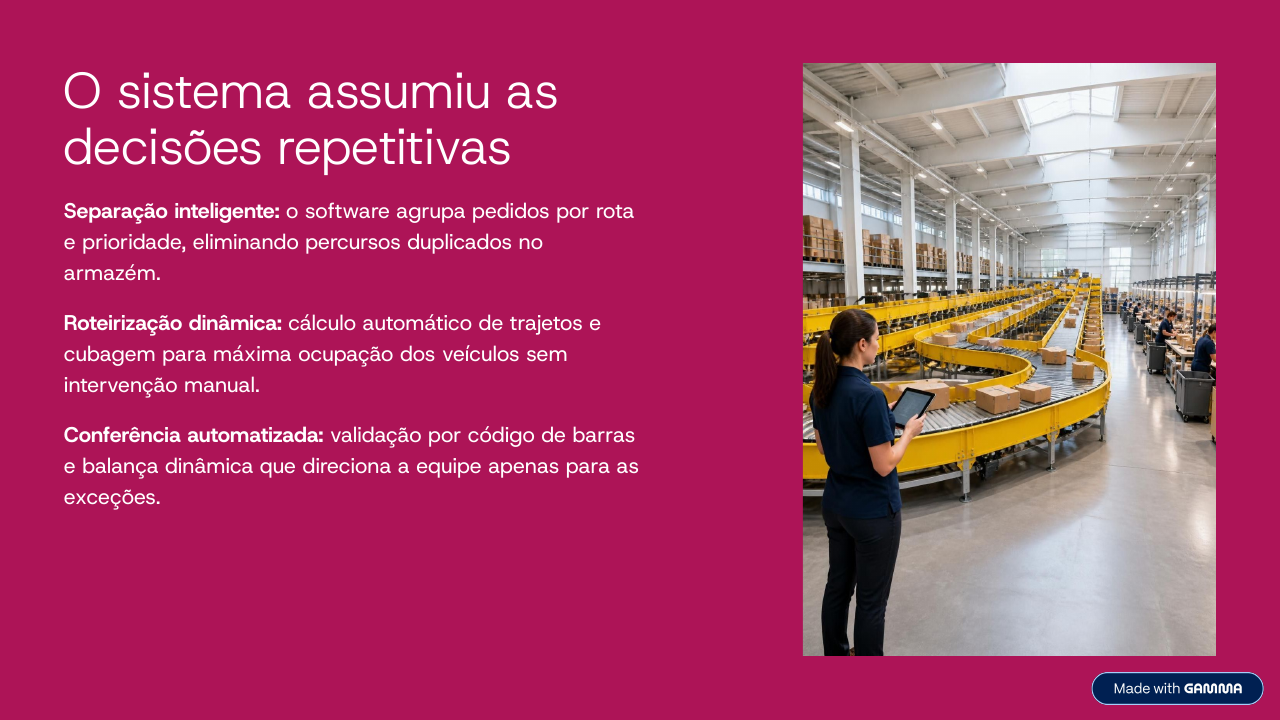 O sistema assumiu as
decisões repetitivas
Separação inteligente: o software agrupa pedidos por rota
e prioridade, eliminando percursos duplicados no
armazém.
Roteirização dinâmica: cálculo automático de trajetos e
cubagem para máxima ocupação dos veículos sem
intervenção manual.
Conferência automatizada: validação por código de barras
e balança dinâmica que direciona a equipe apenas para as
exceções.
Made with GAMMA